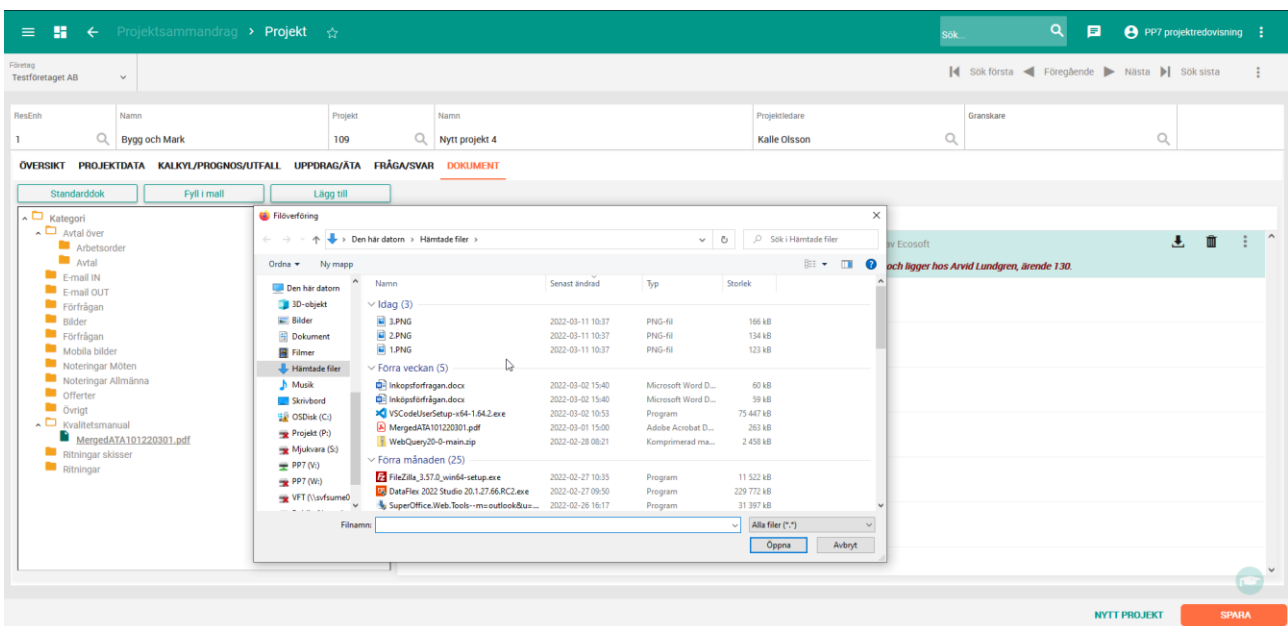 Projektsammandrag > Projekt
Sök...
PP7 projektredovisning
Företag
Testföretaget AB
Sök första Föregående Nästa Sök sista
ResEnh Namn Projekt Namn Projektledare Granskare
1 Bygg och Mark 109 Nytt projekt 4 Kalle Olsson
ÖVERSIKT PROJEKTDATA KALKYL/PROGNOS/UTFALL UPPDRAG/ÄTA FRÅGA/SVAR DOKUMENT
Standarddok Fyll i mall Lägg till
Kategori
Avtal över
Arbetsorder
Avtal
E-mail IN
E-mail OUT
Förfrågan
Bilder
Förfrågan
Mobila bilder
Noteringar Möten
Noteringar Allmänna
Offerter
Övrigt
Kvalitetsmanual
MergedATA101220301.pdf
Ritningar skisser
Ritningar
Filöverföring
Den här datorn > Hämtade filer >
Sök i Hämtade filer
Ordna Ny mapp
Den här datorn
3D-objekt
Bilder
Dokument
Filmer
Hämtade filer
Musik
Skrivbord
OSDisk (C:)
Projekt (P:)
Mjukvara (S:)
PP7 (V:)
PP7 (W:)
VFT (\\svfsume0
Namn Senast ändrad Typ Storlek
Idag (3)
3.PNG 2022-03-11 10:37 PNG-fil 166 kB
2.PNG 2022-03-11 10:37 PNG-fil 134 kB
1.PNG 2022-03-11 10:37 PNG-fil 123 kB
Förra veckan (5)
Inkopsforfragan.docx 2022-03-02 15:40 Microsoft Word D... 60 kB
Inköpsförfrågan.docx 2022-03-02 15:40 Microsoft Word D... 59 kB
VSCodeUserSetup-x64-1.64.2.exe 2022-03-02 10:53 Program 75 447 kB
MergedATA101220301.pdf 2022-03-01 15:00 Adobe Acrobat D... 263 kB
WebQuery20-0-main.zip 2022-02-28 08:21 Komprimerad ma... 2 458 kB
Förra månaden (25)
FileZilla_3.57.0_win64-setup.exe 2022-02-27 10:35 Program 11 522 kB
DataFlex 2022 Studio 20.1.27.66.RC2.exe 2022-02-27 09:50 Program 229 772 kB
SuperOffice.Web.Tools--m=outlook&u=... 2022-02-26 16:17 Program 31 397 kB
Filnamn: Alla filer (*.*)
Öppna Avbryt
av Ecosoft
och ligger hos Arvid Lundgren, ärende 130.
NYTT PROJEKT SPARA